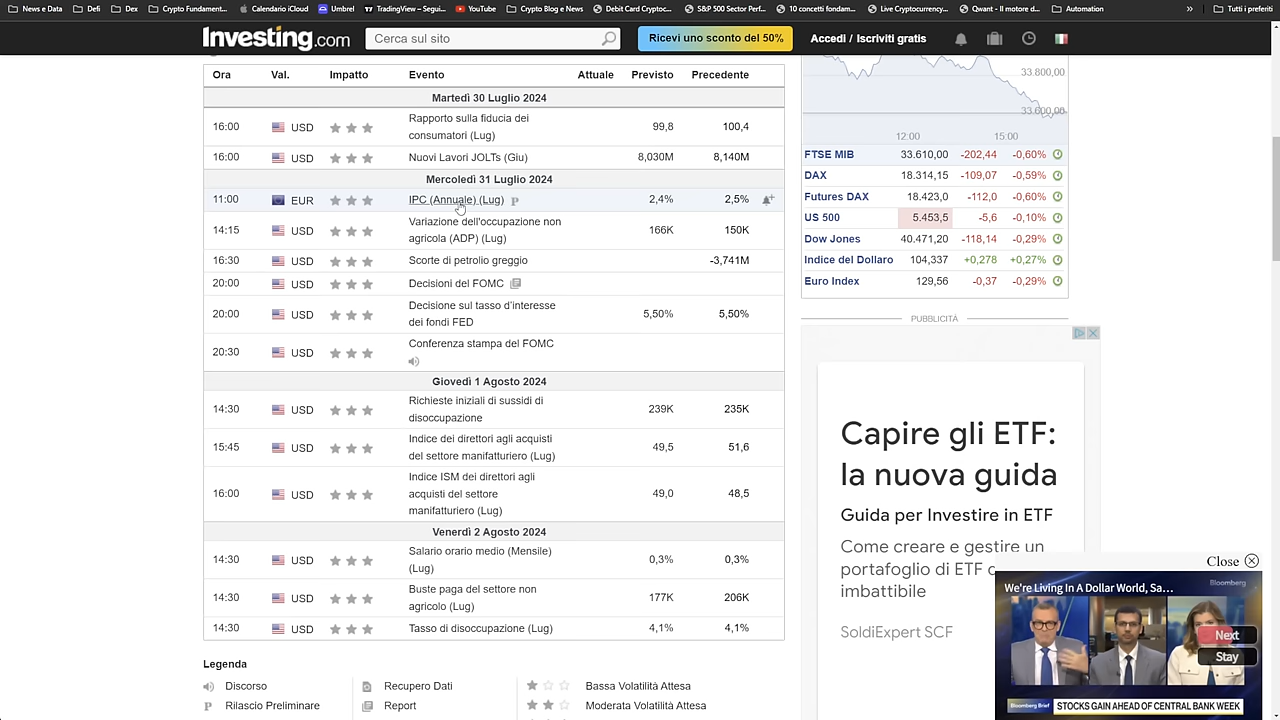 News e Data
Defi
Dex
Crypto Fundament...
Calendario iCloud
Umbrel
TradingView – Segui...
YouTube
Crypto Blog e News
Debit Card Cryptoc...
S&P 500 Sector Perf...
10 concetti fondam...
Live Cryptocurrency...
Qwant - Il motore d...
Automation
»
Tutti i preferiti
Investing.com
Cerca sul sito
Ricevi uno sconto del 50%
Accedi / Iscriviti gratis
Ora Val. Impatto Evento Attuale Previsto Precedente
Martedì 30 Luglio 2024
16:00 USD Rapporto sulla fiducia dei consumatori (Lug) 99,8 100,4
16:00 USD Nuovi Lavori JOLTs (Giu) 8,030M 8,140M
Mercoledì 31 Luglio 2024
11:00 EUR IPC (Annuale) (Lug) P 2,4% 2,5%
14:15 USD Variazione dell'occupazione non agricola (ADP) (Lug) 166K 150K
16:30 USD Scorte di petrolio greggio -3,741M
20:00 USD Decisioni del FOMC
20:00 USD Decisione sul tasso d'interesse dei fondi FED 5,50% 5,50%
20:30 USD Conferenza stampa del FOMC
Giovedì 1 Agosto 2024
14:30 USD Richieste iniziali di sussidi di disoccupazione 239K 235K
15:45 USD Indice dei direttori agli acquisti del settore manifatturiero (Lug) 49,5 51,6
16:00 USD Indice ISM dei direttori agli acquisti del settore manifatturiero (Lug) 49,0 48,5
Venerdì 2 Agosto 2024
14:30 USD Salario orario medio (Mensile) (Lug) 0,3% 0,3%
14:30 USD Buste paga del settore non agricolo (Lug) 177K 206K
14:30 USD Tasso di disoccupazione (Lug) 4,1% 4,1%
Legenda
Discorso
Recupero Dati
Bassa Volatilità Attesa
P Rilascio Preliminare
Report
Moderata Volatilità Attesa
33.800,00
33.600,00
12:00 15:00
FTSE MIB 33.610,00 -202,44 -0,60%
DAX 18.314,15 -109,07 -0,59%
Futures DAX 18.423,0 -112,0 -0,60%
US 500 5.453,5 -5,6 -0,10%
Dow Jones 40.471,20 -118,14 -0,29%
Indice del Dollaro 104,337 +0,278 +0,27%
Euro Index 129,56 -0,37 -0,29%
PUBBLICITÀ
Capire gli ETF:
la nuova guida
Guida per Investire in ETF
Come creare e gestire un
portafoglio di ETF
imbattibile
SoldiExpert SCF
Close
We're Living In A Dollar World, Sa...
Bloomberg
Next
Stay
Bloomberg Brief
STOCKS GAIN AHEAD OF CENTRAL BANK WEEK